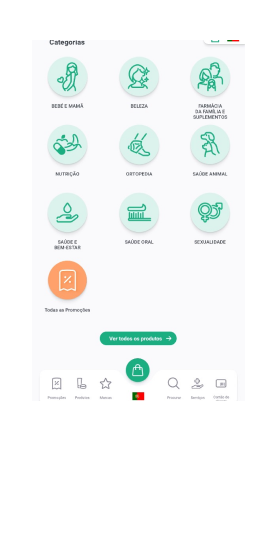 Categorias
BEBÉ E MAMÃ
BELEZA
FARMÁCIA
DA FAMÍLIA E
SUPLEMENTOS
NUTRIÇÃO
ORTOPEDIA
SAÚDE ANIMAL
SAÚDE E
BEM-ESTAR
SAÚDE ORAL
SEXUALIDADE
Todas as Promoções
Ver todos os produtos
Promoções
Produtos
Marcas
Procurar
Serviços
Cartão de